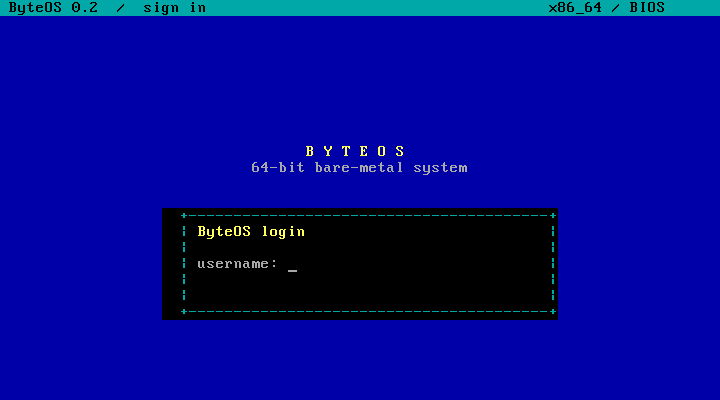 ByteOS 0.2 / sign in x86_64 / BIOS
B Y T E O S
64-bit bare-metal system
ByteOS login
username: _